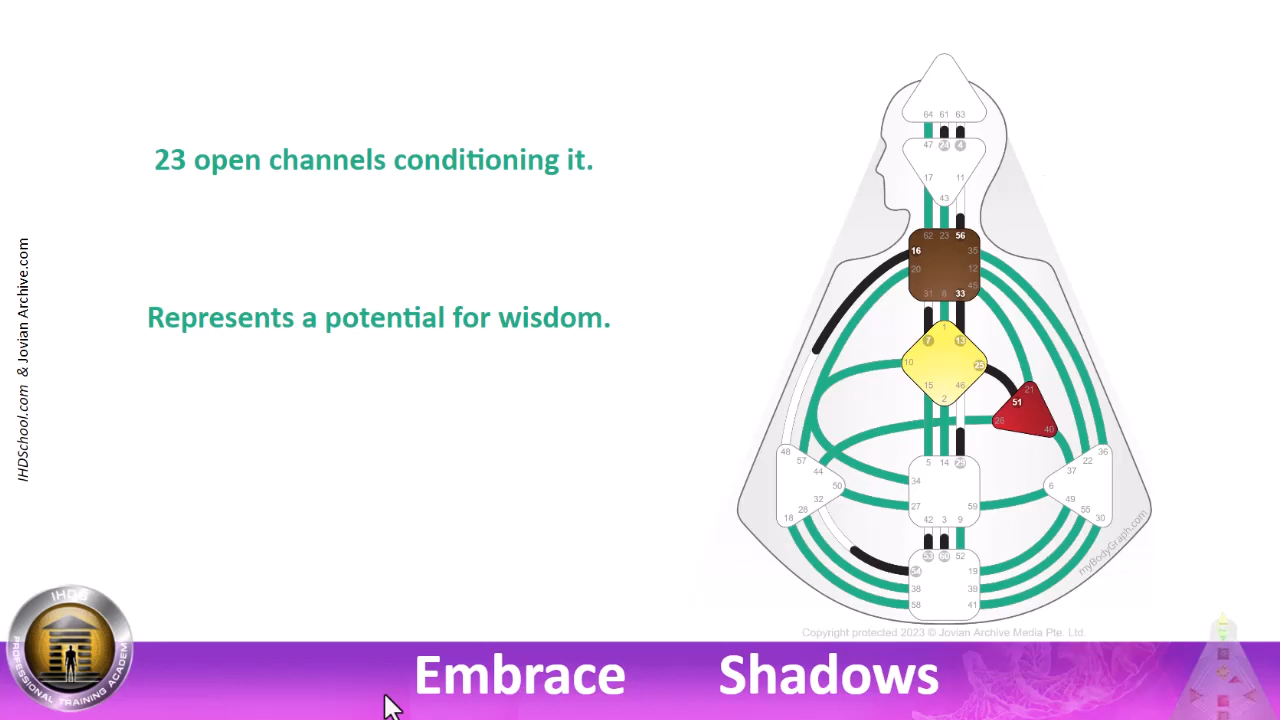 23 open channels conditioning it.
Represents a potential for wisdom.
IHDSchool.com & Jovian Archive.com
64 61 63
47 24 4
17 11
43
62 23 56
16 35
20 12
45
31 8 33
1
7 13
10 25
15 46
2
21
51
26 40
48 57 44 50 32 28 18
5 14 29
34
27 59
42 3 9
36 22 37 6 49 55 30
53 60 52
54 19
38 39
58 41
myBodyGraph.com
Copyright protected 2023 © Jovian Archive Media Pte. Ltd.
IHDS
PROFESSIONAL TRAINING ACADEM
Embrace Shadows